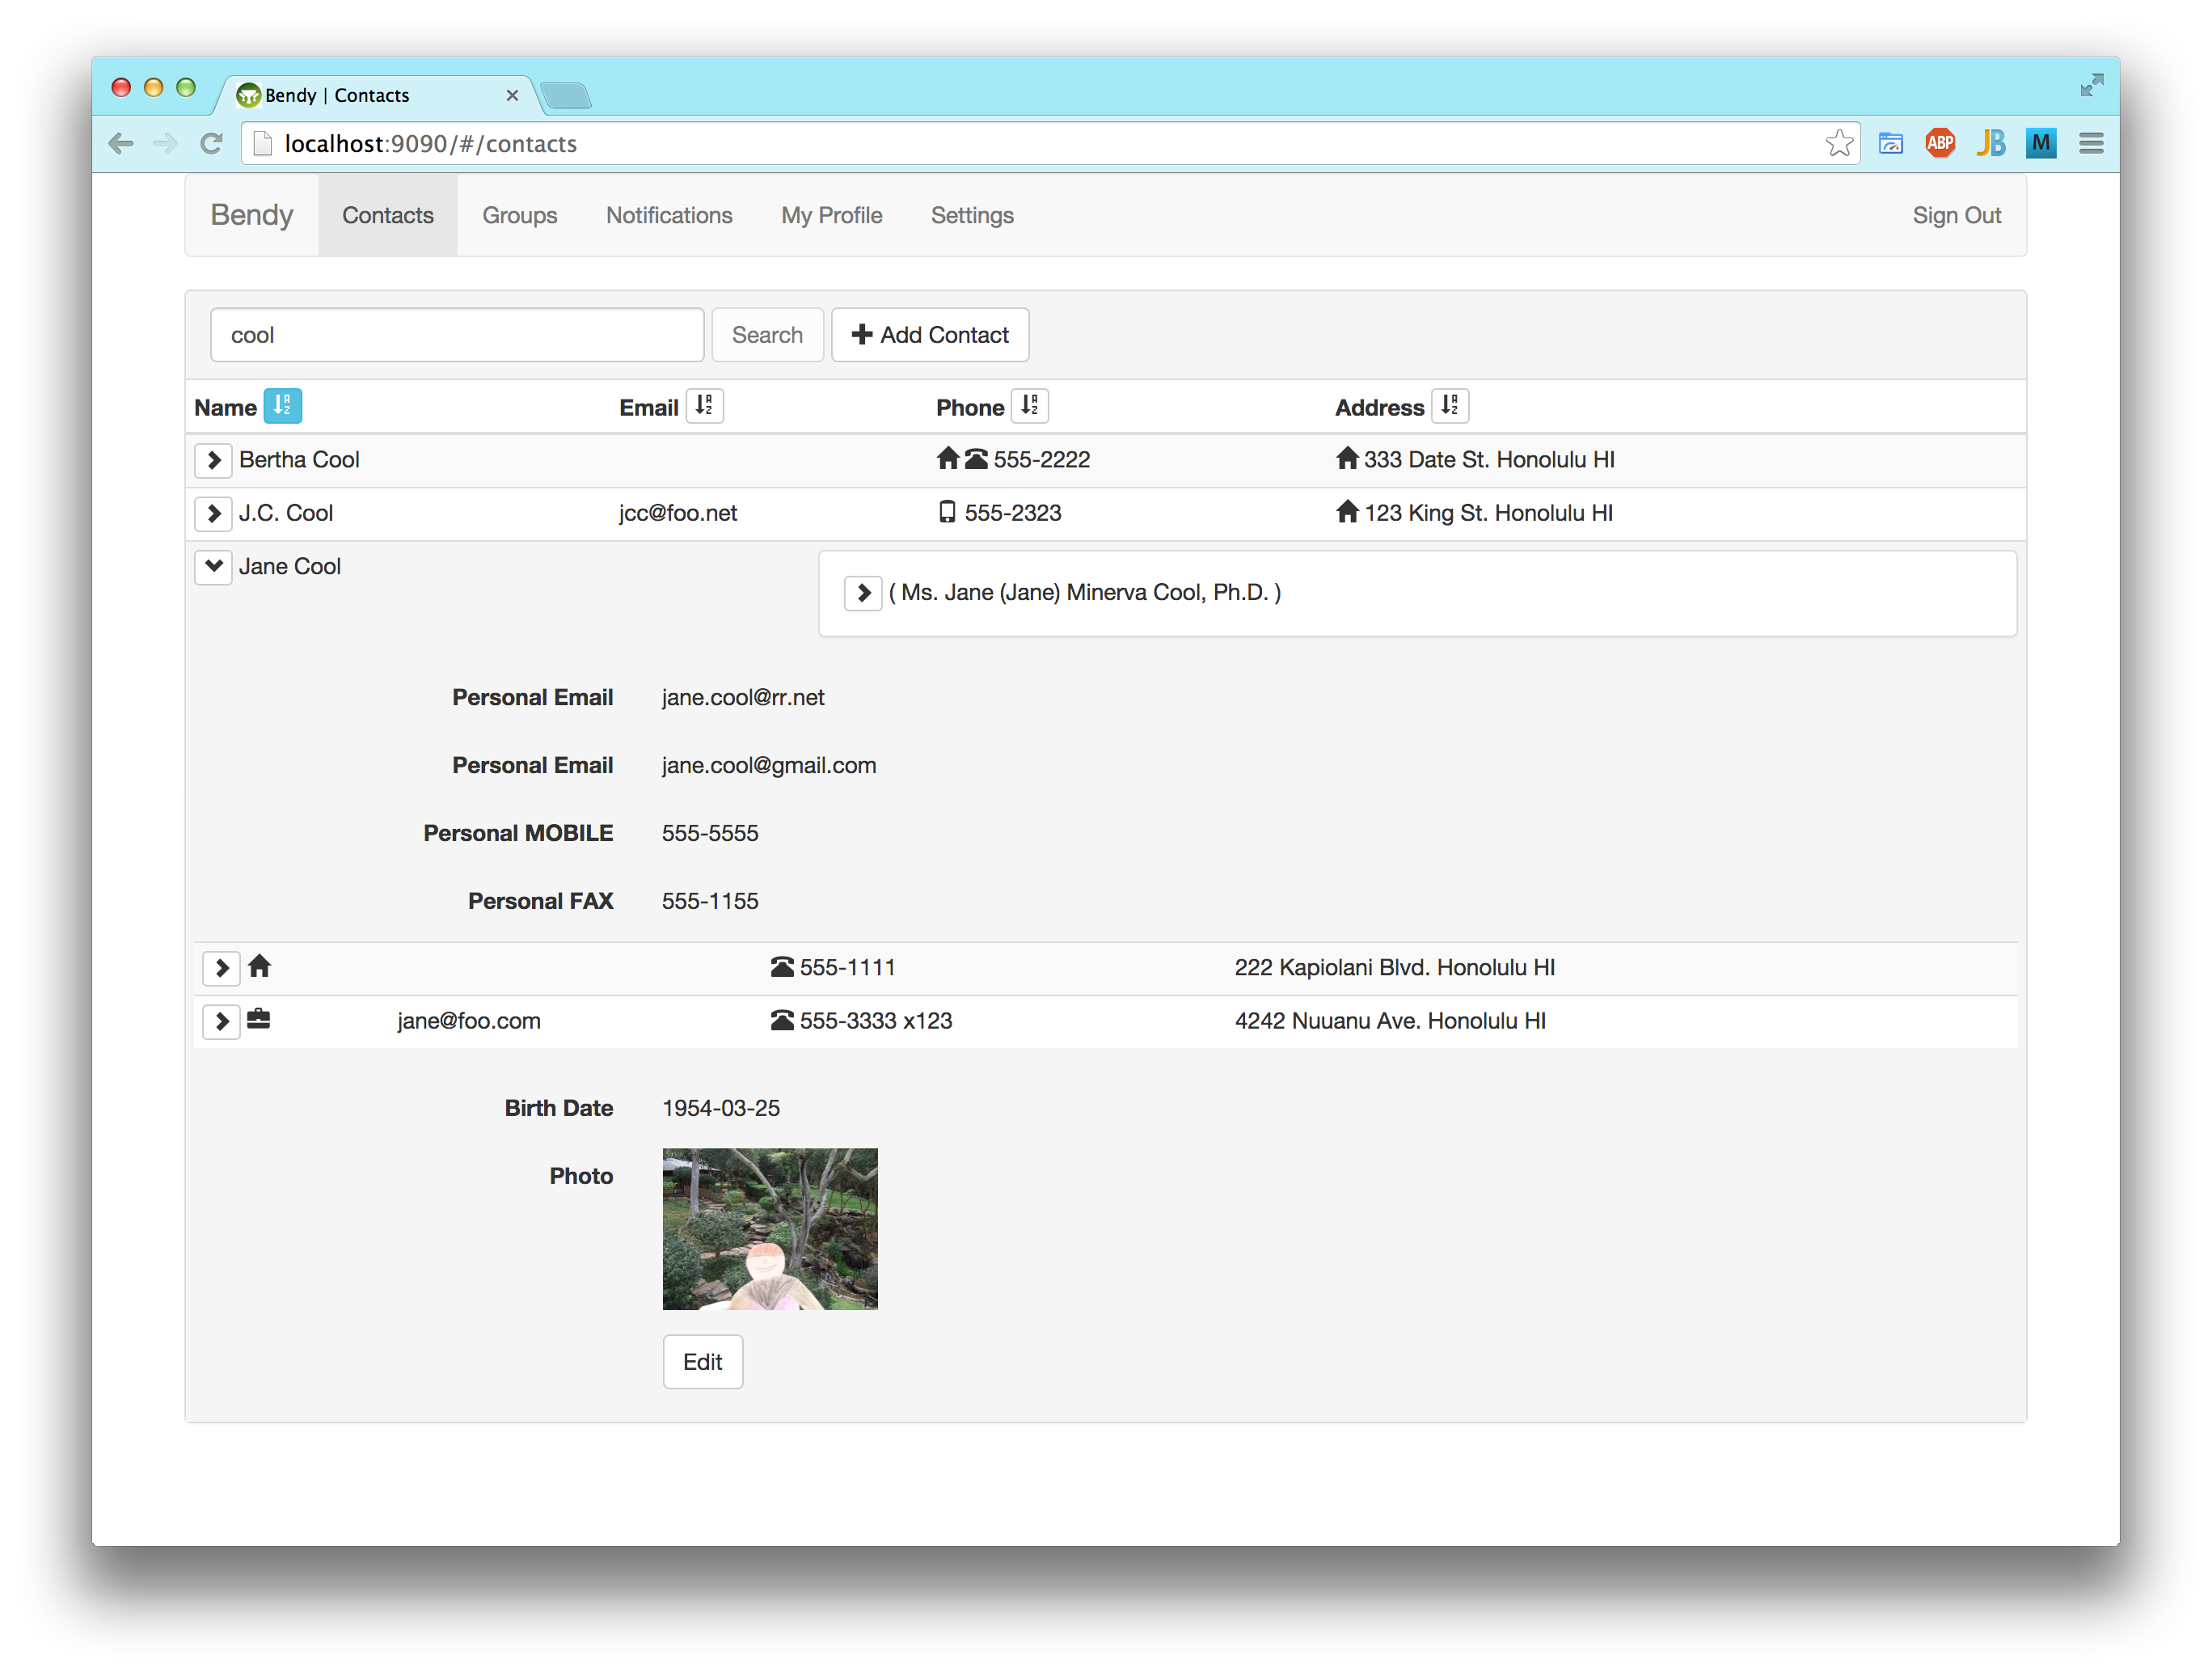 Bendy | Contacts
localhost:9090/#/contacts
ABP
JB
M
Bendy Contacts Groups Notifications My Profile Settings Sign Out
cool Search Add Contact
Name Email Phone Address
Bertha Cool 555-2222 333 Date St. Honolulu HI
J.C. Cool jcc@foo.net 555-2323 123 King St. Honolulu HI
Jane Cool ( Ms. Jane (Jane) Minerva Cool, Ph.D. )
Personal Email jane.cool@rr.net
Personal Email jane.cool@gmail.com
Personal MOBILE 555-5555
Personal FAX 555-1155
555-1111 222 Kapiolani Blvd. Honolulu HI
jane@foo.com 555-3333 x123 4242 Nuuanu Ave. Honolulu HI
Birth Date 1954-03-25
Photo
Edit